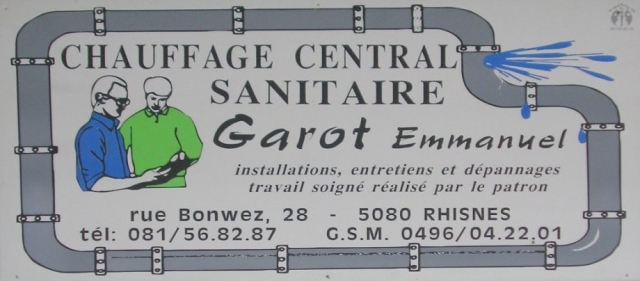 CHAUFFAGE CENTRAL
SANITAIRE
Garot Emmanuel
installations, entretiens et dépannages
travail soigné réalisé par le patron
rue Bonwez, 28 - 5080 RHISNES
tél: 081/56.82.87 G.S.M. 0496/04.22.01